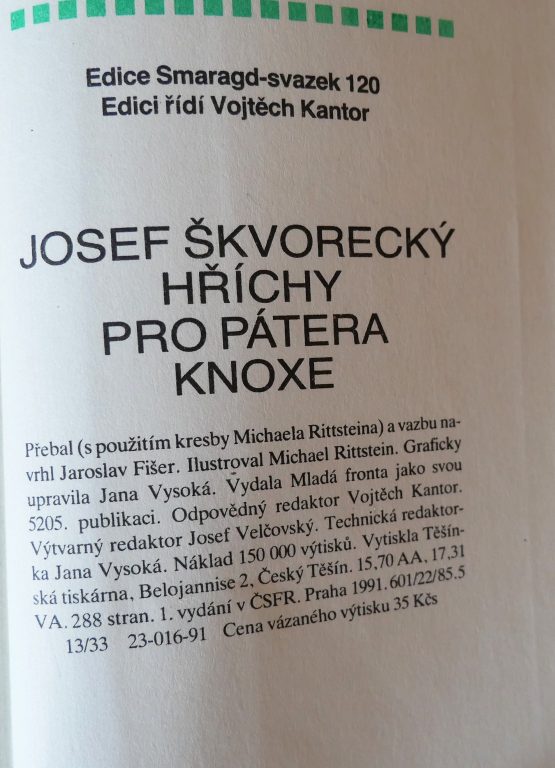 Edice Smaragd-svazek 120
Edici řídí Vojtěch Kantor
JOSEF ŠKVORECKÝ
HŘÍCHY
PRO PÁTERA
KNOXE
Přebal (s použitím kresby Michaela Rittsteina) a vazbu na-
vrhl Jaroslav Fišer. Ilustroval Michael Rittstein. Graficky
upravila Jana Vysoká. Vydala Mladá fronta jako svou
5205. publikaci. Odpovědný redaktor Vojtěch Kantor.
Výtvarný redaktor Josef Velčovský. Technická redaktor-
ka Jana Vysoká. Náklad 150 000 výtisků. Vytiskla Těšín-
ská tiskárna, Belojannise 2, Český Těšín. 15,70 AA, 17,31
VA. 288 stran. 1. vydání v ČSFR. Praha 1991. 601/22/85.5
13/33 23-016-91 Cena vázaného výtisku 35 Kčs